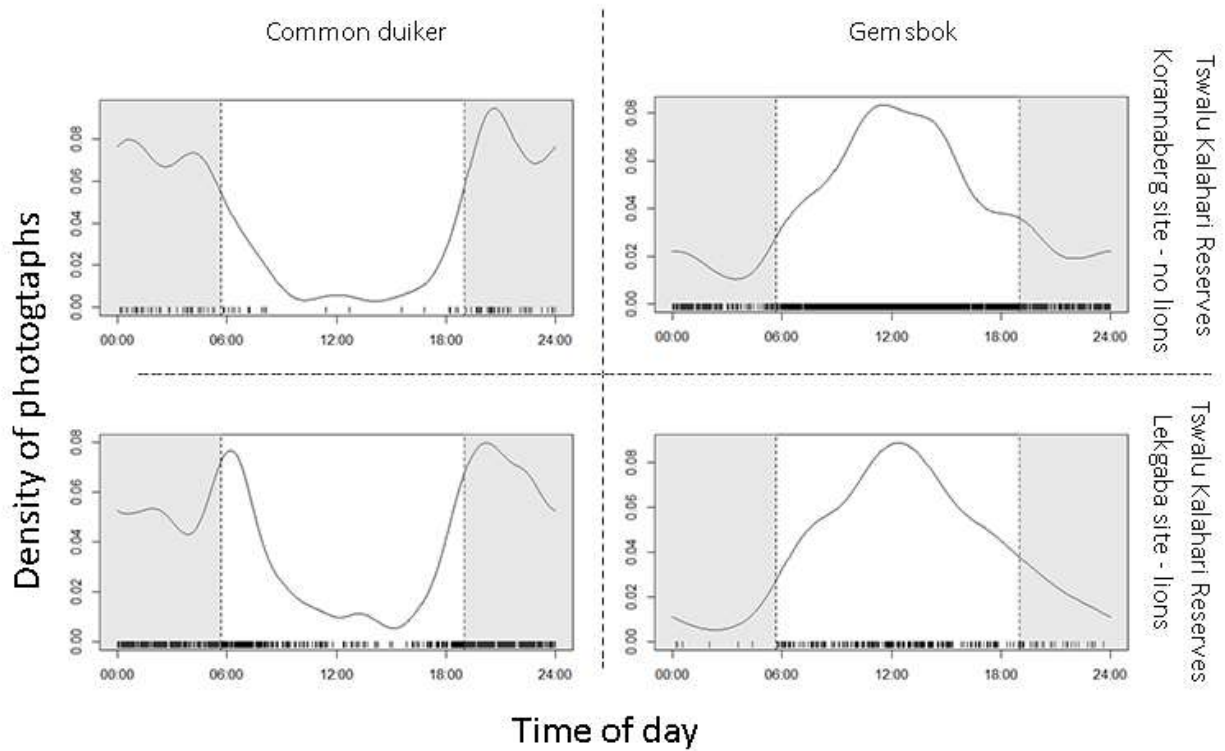 Common duiker
Gemsbok
Density of photogtaphs
0.00 0.02 0.04 0.06 0.08
00:00 06:00 12:00 18:00 24:00
0.00 0.02 0.04 0.06 0.08
00:00 06:00 12:00 18:00 24:00
Tswalu Kalahari Reserves
Korannaberg site - no lions
0.00 0.02 0.04 0.06 0.08
00:00 06:00 12:00 18:00 24:00
0.00 0.02 0.04 0.06 0.08
00:00 06:00 12:00 18:00 24:00
Tswalu Kalahari Reserves
Lekgaba site - lions
Time of day